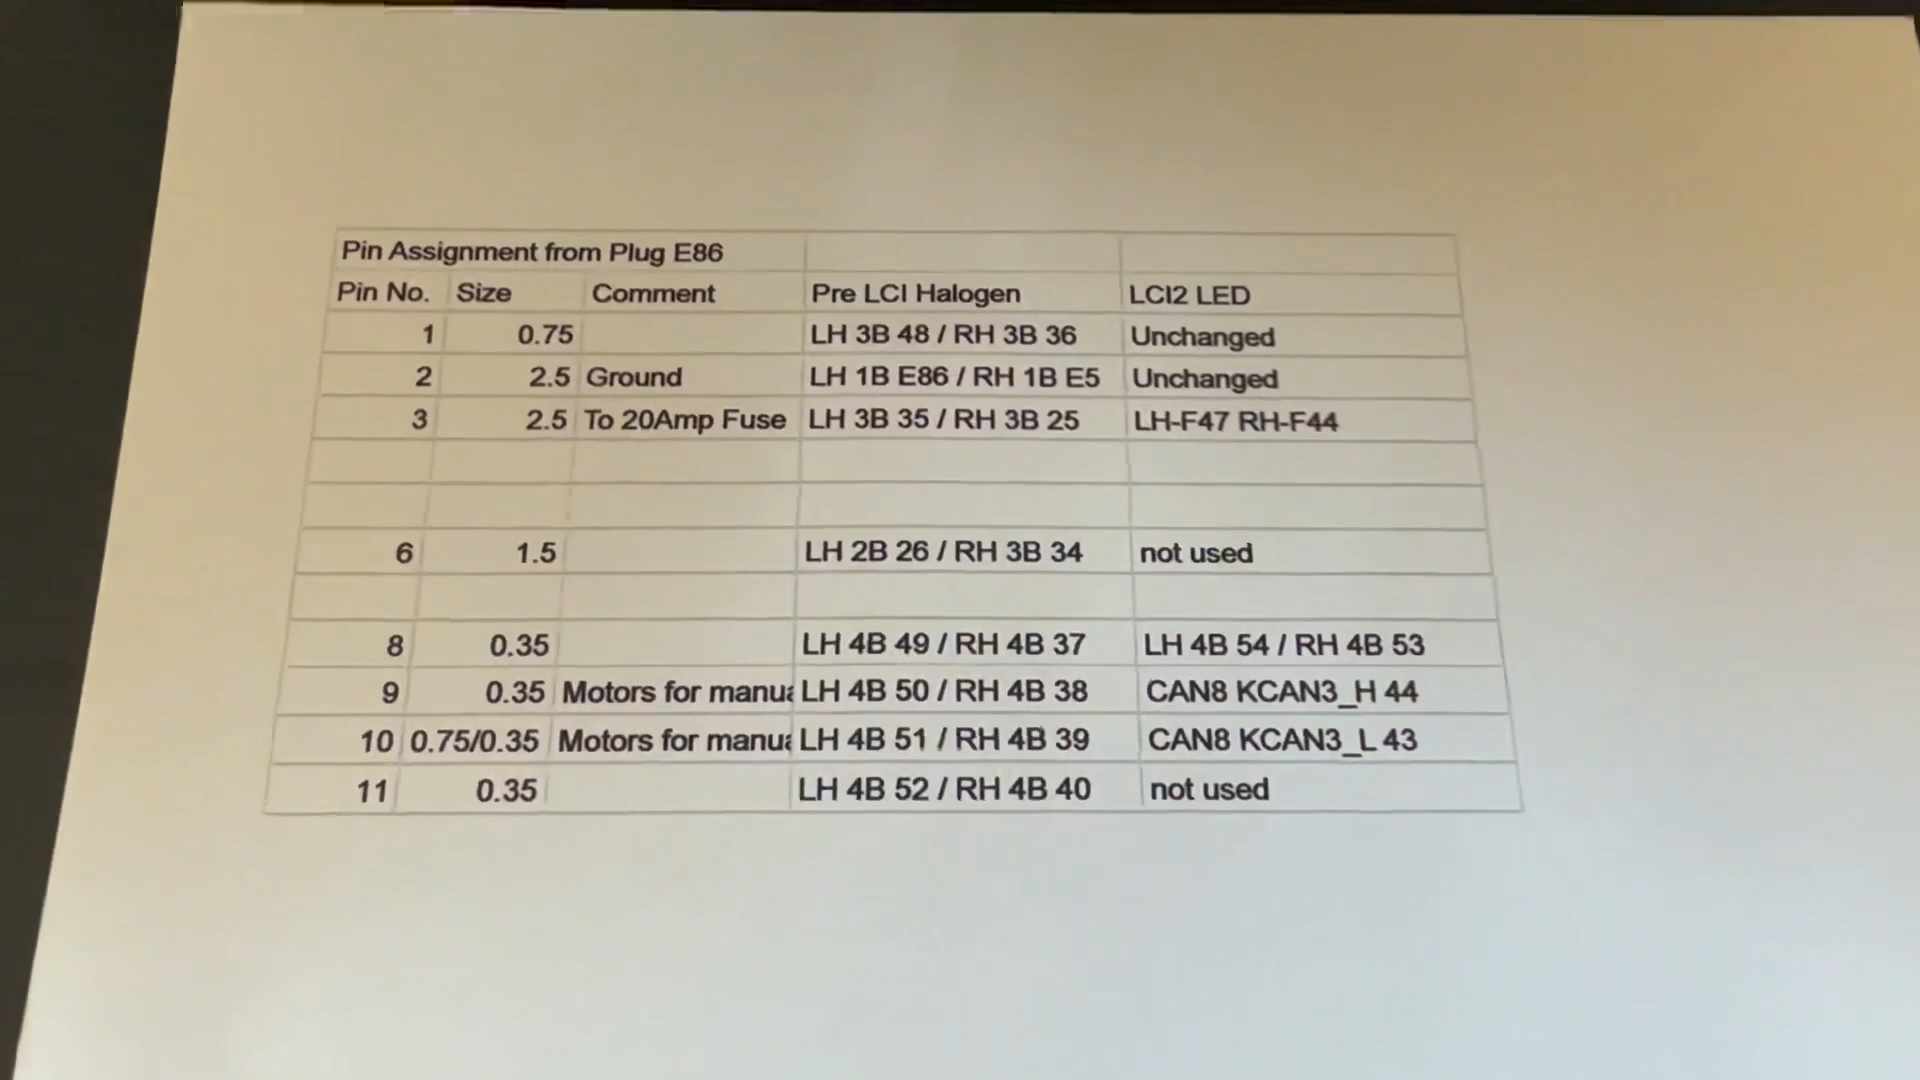 Pin Assignment from Plug E86
Pin No. Size Comment Pre LCI Halogen LCI2 LED
1 0.75 LH 3B 48 / RH 3B 36 Unchanged
2 2.5 Ground LH 1B E86 / RH 1B E5 Unchanged
3 2.5 To 20Amp Fuse LH 3B 35 / RH 3B 25 LH-F47 RH-F44
6 1.5 LH 2B 26 / RH 3B 34 not used
8 0.35 LH 4B 49 / RH 4B 37 LH 4B 54 / RH 4B 53
9 0.35 Motors for manua LH 4B 50 / RH 4B 38 CAN8 KCAN3_H 44
10 0.75/0.35 Motors for manua LH 4B 51 / RH 4B 39 CAN8 KCAN3_L 43
11 0.35 LH 4B 52 / RH 4B 40 not used